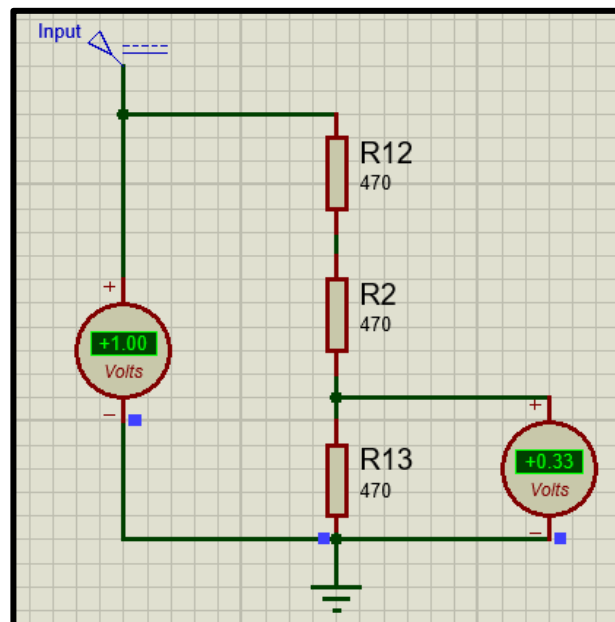 Input
R12
470
R2
470
+
+1.00
Volts
−
+
R13
470
+0.33
Volts
−